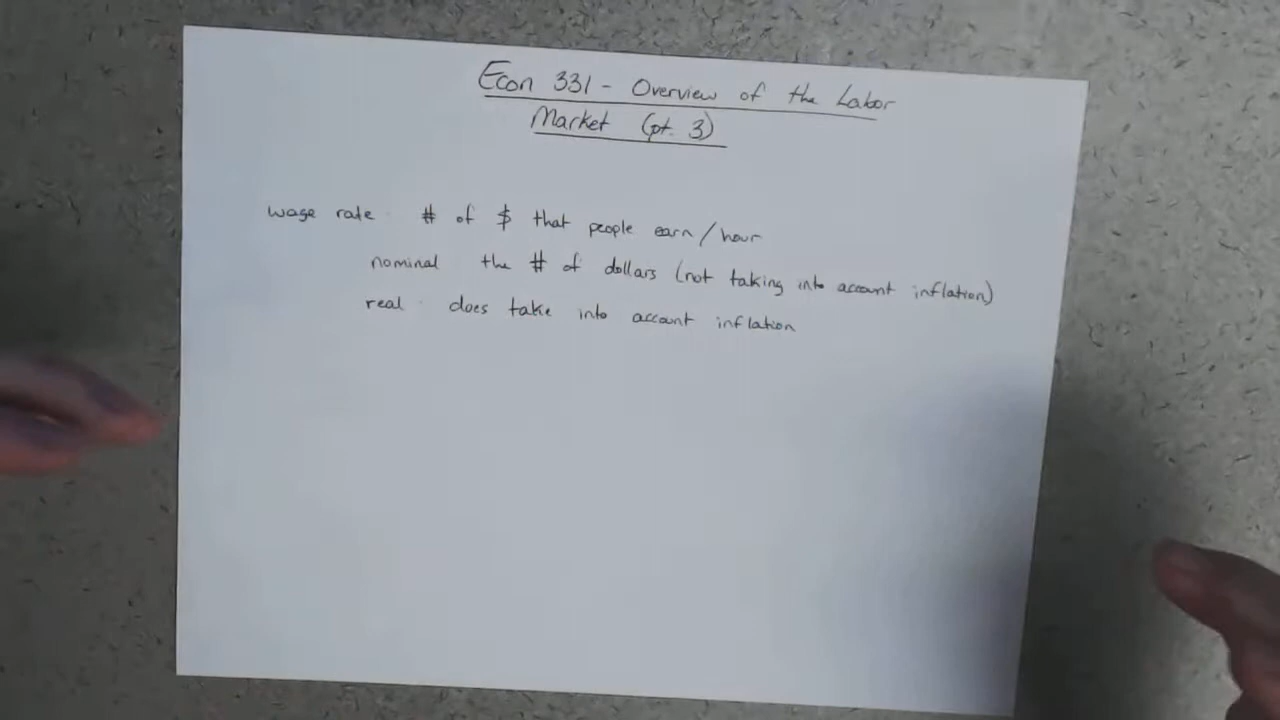 Econ 331 - Overview of the Labor
Market (pt. 3)
wage rate: # of $ that people earn/hour
nominal: the # of dollars (not taking into account inflation)
real: does take into account inflation